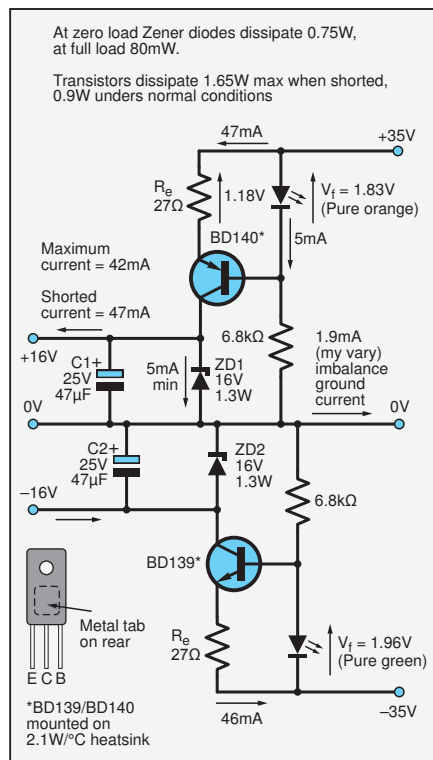 At zero load Zener diodes dissipate 0.75W,
at full load 80mW.
Transistors dissipate 1.65W max when shorted,
0.9W under normal conditions
47mA
+35V
Re
27Ω
1.18V
Vf = 1.83V
(Pure orange)
BD140*
5mA
Maximum
current = 42mA
Shorted
current = 47mA
+16V
6.8kΩ
C1+
25V
47µF
5mA
min
ZD1
16V
1.3W
1.9mA
(my vary)
imbalance
ground
current
0V
0V
C2+
25V
47µF
ZD2
16V
1.3W
–16V
6.8kΩ
BD139*
Metal tab
on rear
Re
27Ω
Vf = 1.96V
(Pure green)
E C B
46mA
–35V
*BD139/BD140
mounted on
2.1W/°C heatsink